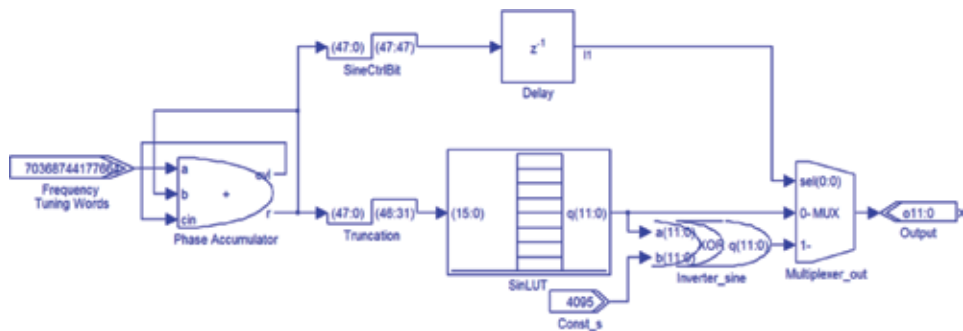 (47:0) (47:47)
SineCtrlBit
z-1
Delay
l1
70368744177664
Frequency
Tuning Words
a
b
cin
+
ovl
r
Phase Accumulator
(47:0) (46:31)
Truncation
(15:0)
q(11:0)
SinLUT
4095
Const_s
a(11:0)
b(11:0)
XOR q(11:0)
Inverter_sine
sel(0:0)
0- MUX
1-
Multiplexer_out
o11:0
Output